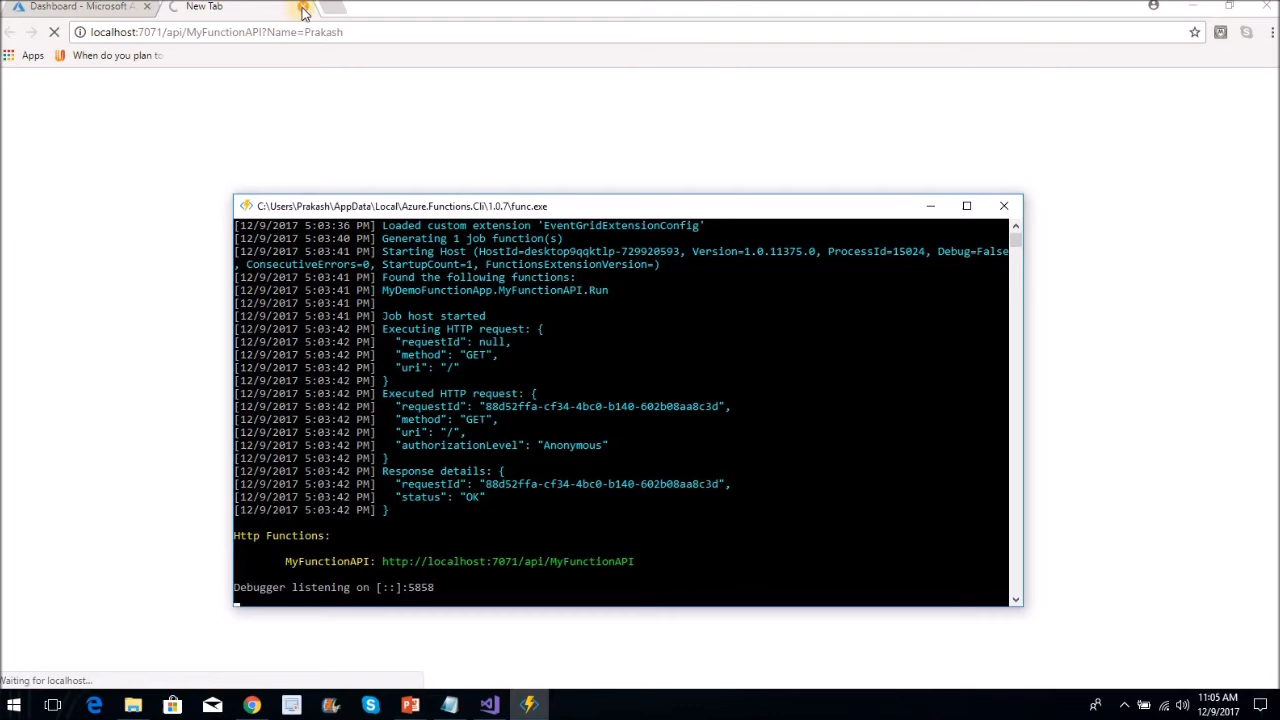 Dashboard - Microsoft A
New Tab
localhost:7071/api/MyFunctionAPI?Name=Prakash
Apps
When do you plan to
C:\Users\Prakash\AppData\Local\Azure.Functions.Cli\1.0.7\func.exe
[12/9/2017 5:03:36 PM] Loaded custom extension 'EventGridExtensionConfig'
[12/9/2017 5:03:40 PM] Generating 1 job function(s)
[12/9/2017 5:03:41 PM] Starting Host (HostId=desktop9qqktlp-729920593, Version=1.0.11375.0, ProcessId=15024, Debug=False
, ConsecutiveErrors=0, StartupCount=1, FunctionsExtensionVersion=)
[12/9/2017 5:03:41 PM] Found the following functions:
[12/9/2017 5:03:41 PM] MyDemoFunctionApp.MyFunctionAPI.Run
[12/9/2017 5:03:41 PM]
[12/9/2017 5:03:41 PM] Job host started
[12/9/2017 5:03:42 PM] Executing HTTP request: {
[12/9/2017 5:03:42 PM]   "requestId": null,
[12/9/2017 5:03:42 PM]   "method": "GET",
[12/9/2017 5:03:42 PM]   "uri": "/"
[12/9/2017 5:03:42 PM] }
[12/9/2017 5:03:42 PM] Executed HTTP request: {
[12/9/2017 5:03:42 PM]   "requestId": "88d52ffa-cf34-4bc0-b140-602b08aa8c3d",
[12/9/2017 5:03:42 PM]   "method": "GET",
[12/9/2017 5:03:42 PM]   "uri": "/",
[12/9/2017 5:03:42 PM]   "authorizationLevel": "Anonymous"
[12/9/2017 5:03:42 PM] }
[12/9/2017 5:03:42 PM] Response details: {
[12/9/2017 5:03:42 PM]   "requestId": "88d52ffa-cf34-4bc0-b140-602b08aa8c3d",
[12/9/2017 5:03:42 PM]   "status": "OK"
[12/9/2017 5:03:42 PM] }
Http Functions:
MyFunctionAPI: http://localhost:7071/api/MyFunctionAPI
Debugger listening on [::]:5858
Waiting for localhost...
11:05 AM
12/9/2017